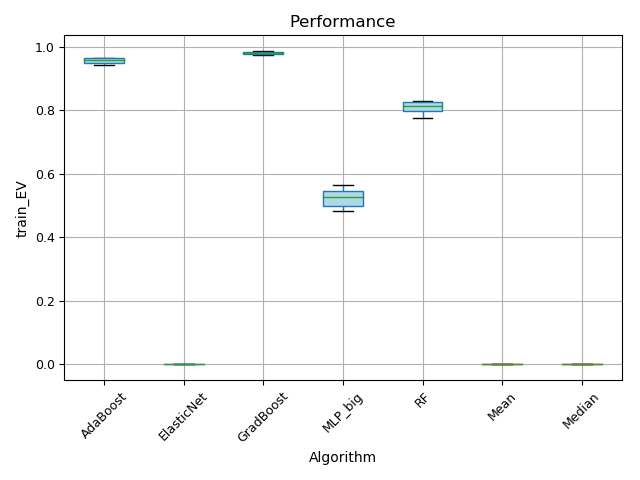 Performance
train_EV
1.0
0.8
0.6
0.4
0.2
0.0
AdaBoost
ElasticNet
GradBoost
MLP_big
RF
Mean
Median
Algorithm